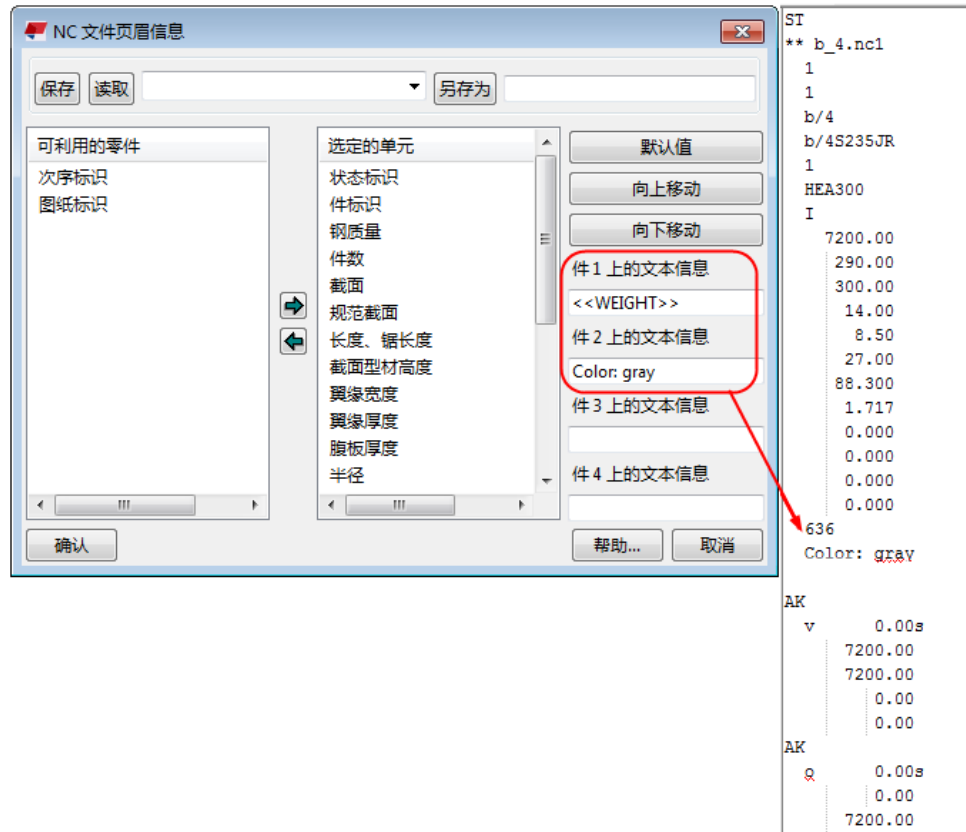 NC 文件页眉信息
保存 读取 另存为
可利用的零件
次序标识
图纸标识
选定的单元
状态标识
件标识
钢质量
件数
截面
规范截面
长度、锯长度
截面型材高度
翼缘宽度
翼缘厚度
腹板厚度
半径
默认值
向上移动
向下移动
件1 上的文本信息
<<WEIGHT>>
件2 上的文本信息
Color: gray
件3 上的文本信息
件4 上的文本信息
确认 帮助... 取消
ST
** b_4.nc1
1
1
b/4
b/4S235JR
1
HEA300
I
7200.00
290.00
300.00
14.00
8.50
27.00
88.300
1.717
0.000
0.000
0.000
0.000
636
Color: gray
AK
v 0.00s
7200.00
7200.00
0.00
0.00
AK
o 0.00s
0.00
7200.00